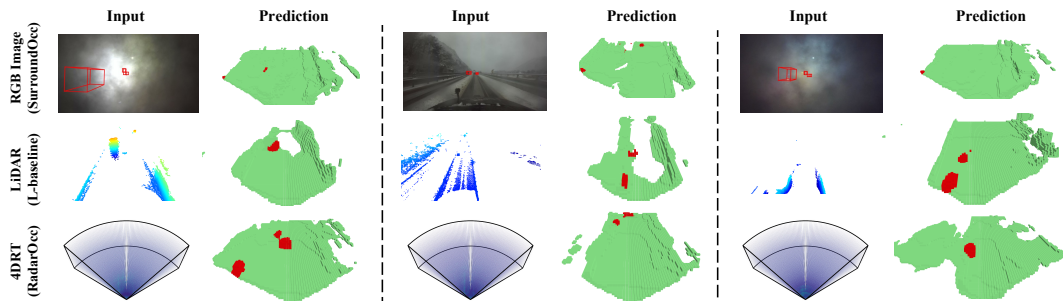 Input Prediction Input Prediction Input Prediction
RGB Image
(SurroundOcc)
LiDAR
(L-baseline)
4DRT
(RadarOcc)